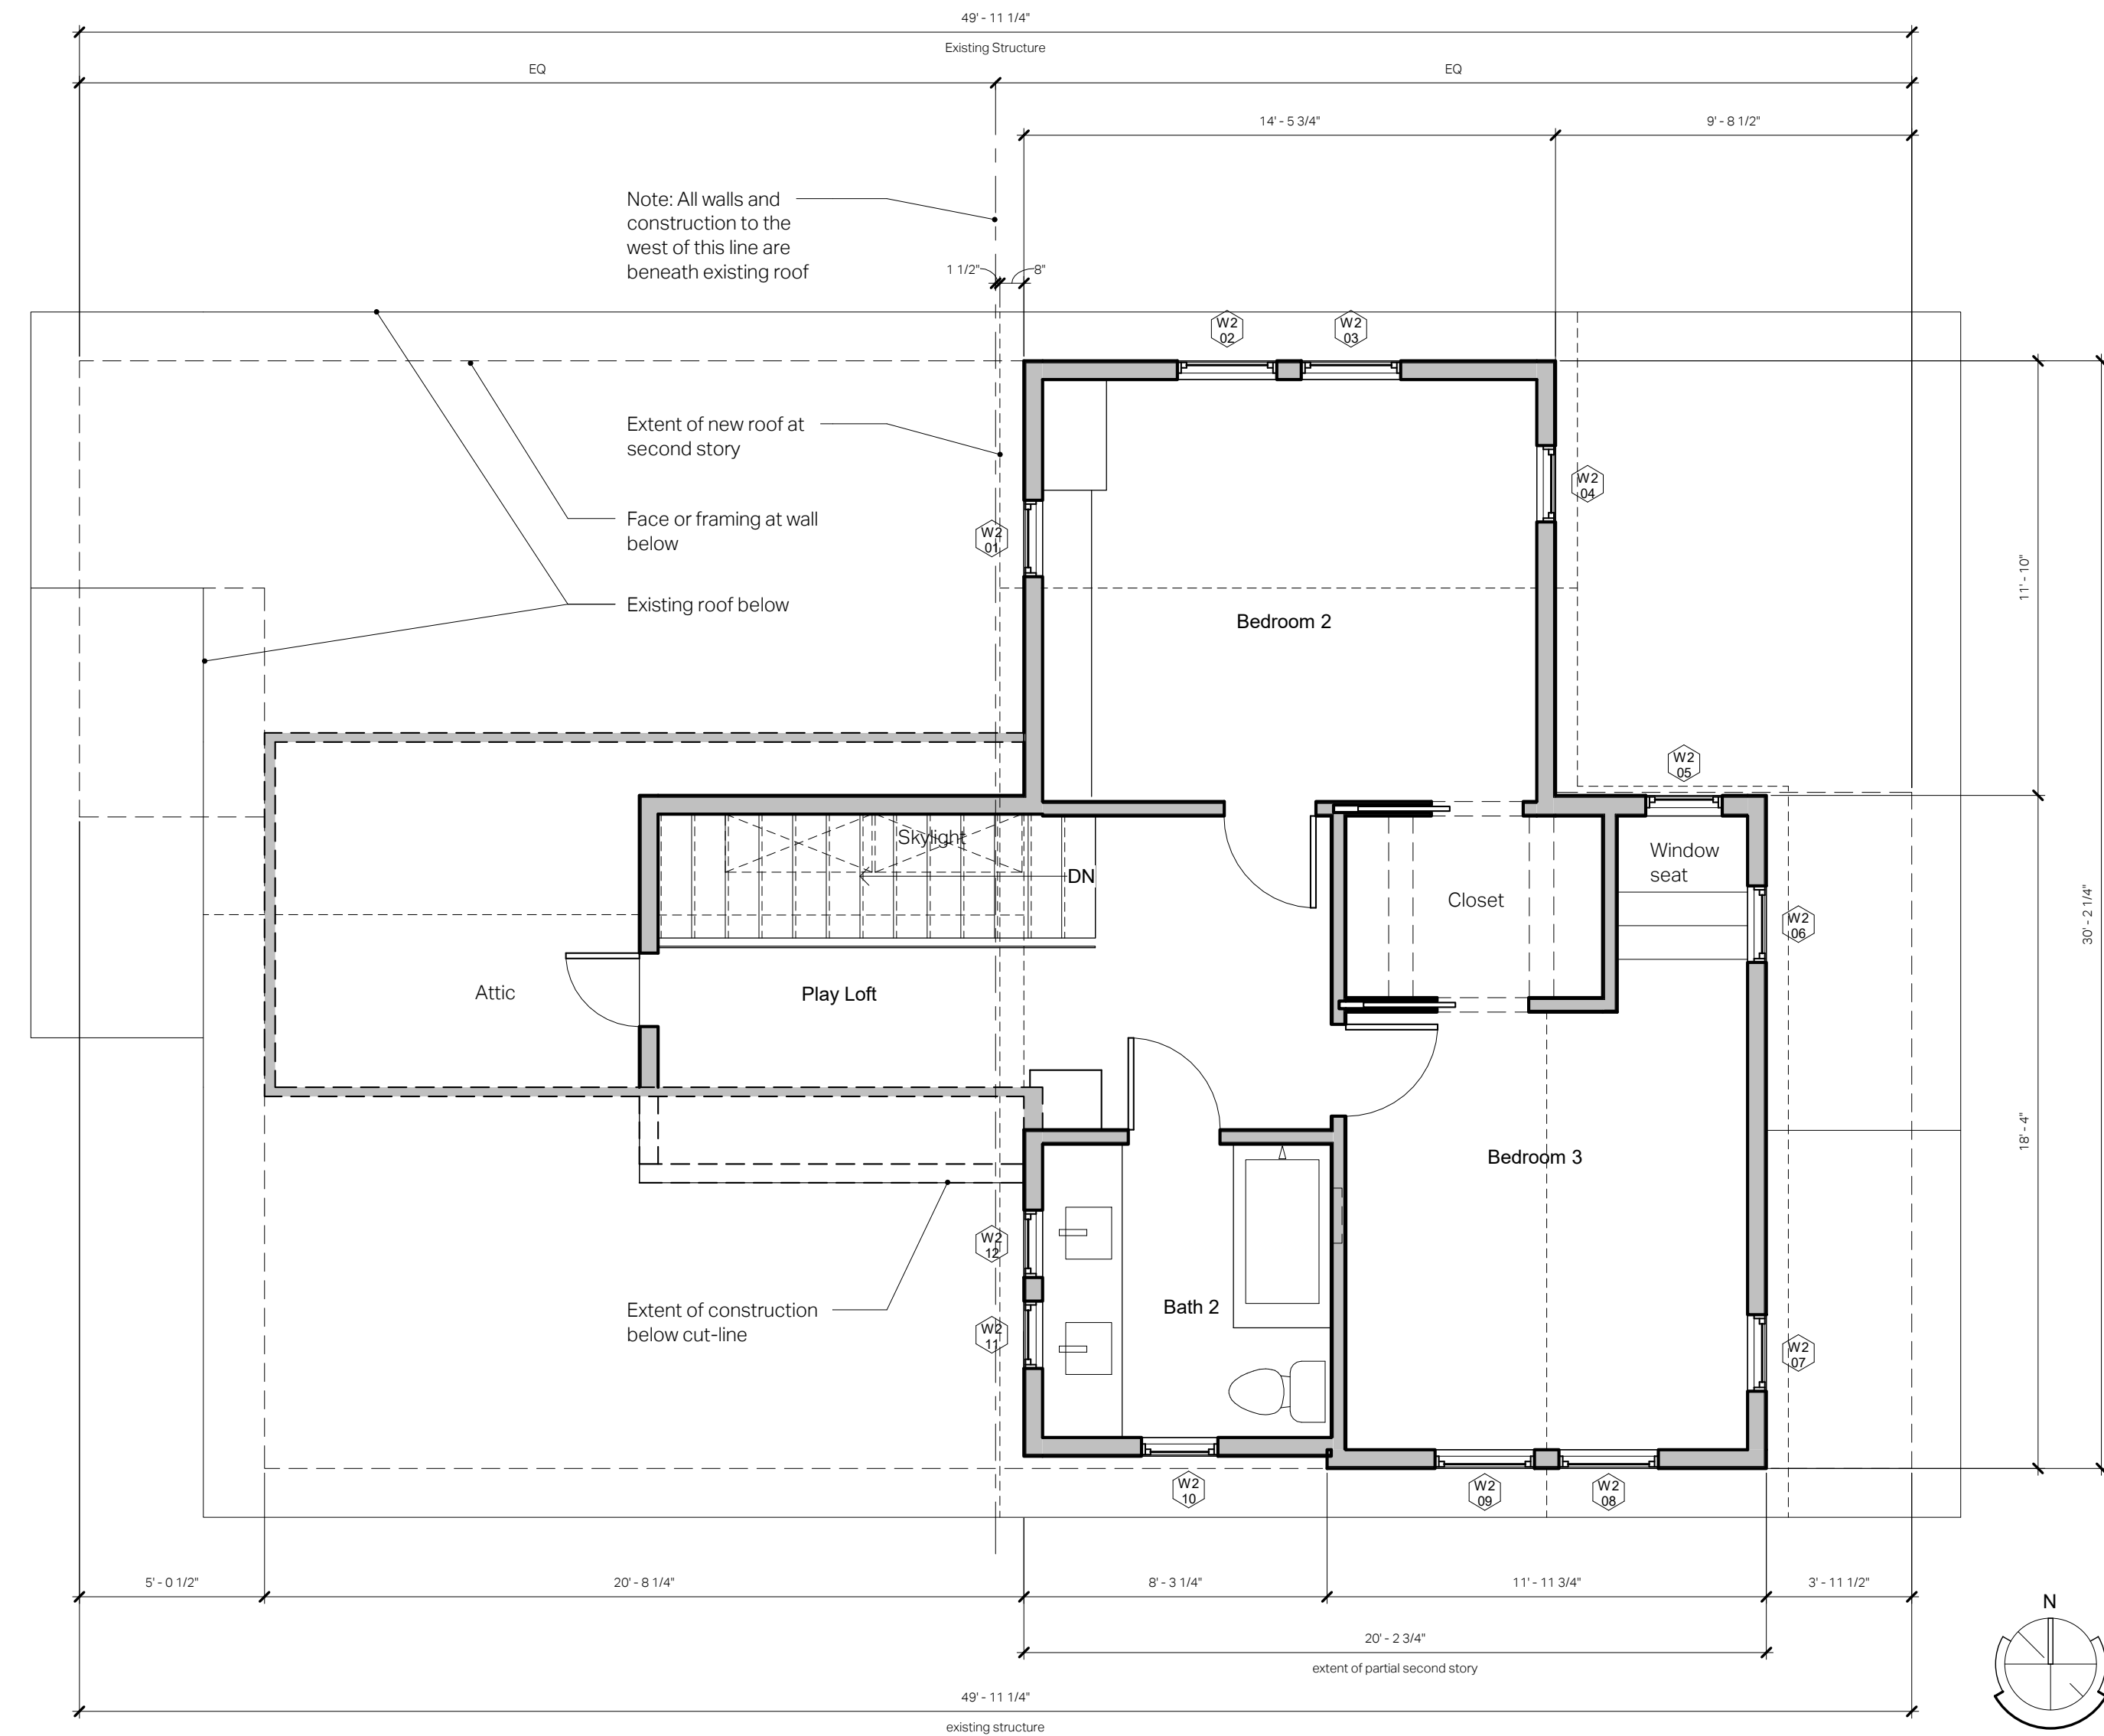 49' - 11 1/4"
Existing Structure
EQ
EQ
14' - 5 3/4"
9' - 8 1/2"
Note: All walls and
construction to the
west of this line are
beneath existing roof
1 1/2"
8"
W2
02
W2
03
Extent of new roof at
second story
W2
04
Face or framing at wall
below
W2
01
11' - 10"
Existing roof below
Bedroom 2
W2
05
Skylight
Window
seat
DN
Closet
W2
06
30' - 2 1/4"
Attic
Play Loft
18' - 4"
Bedroom 3
W2
12
Extent of construction
below cut-line
Bath 2
W2
11
W2
07
W2
10
W2
09
W2
08
5' - 0 1/2"
20' - 8 1/4"
8' - 3 1/4"
11' - 11 3/4"
3' - 11 1/2"
N
20' - 2 3/4"
extent of partial second story
49' - 11 1/4"
existing structure